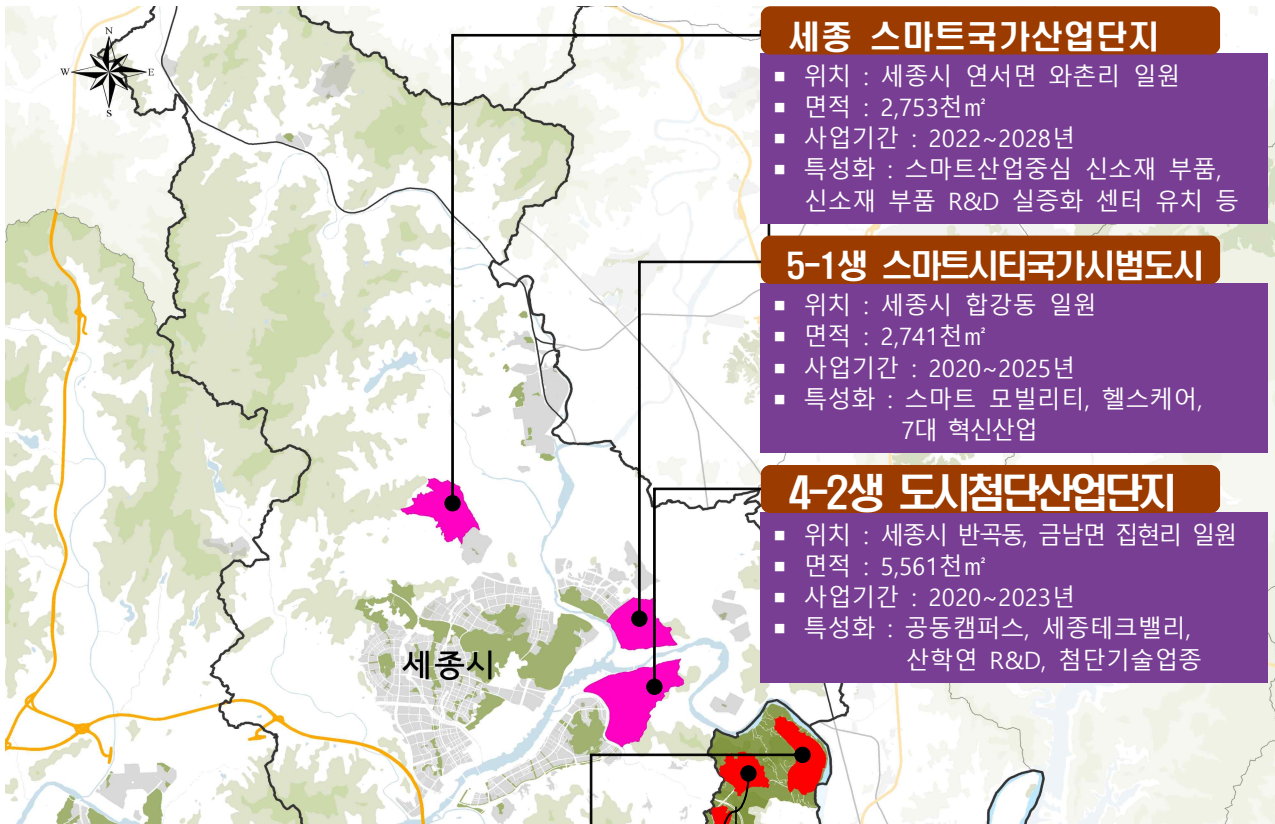 N
W
E
S
세종 스마트국가산업단지
▪ 위치 : 세종시 연서면 와촌리 일원
▪ 면적 : 2,753천㎡
▪ 사업기간 : 2022~2028년
▪ 특성화 : 스마트산업중심 신소재 부품,
신소재 부품 R&D 실증화 센터 유치 등
5-1생 스마트시티국가시범도시
▪ 위치 : 세종시 합강동 일원
▪ 면적 : 2,741천㎡
▪ 사업기간 : 2020~2025년
▪ 특성화 : 스마트 모빌리티, 헬스케어,
7대 혁신산업
4-2생 도시첨단산업단지
▪ 위치 : 세종시 반곡동, 금남면 집현리 일원
▪ 면적 : 5,561천㎡
▪ 사업기간 : 2020~2023년
▪ 특성화 : 공동캠퍼스, 세종테크밸리,
산학연 R&D, 첨단기술업종
세종시